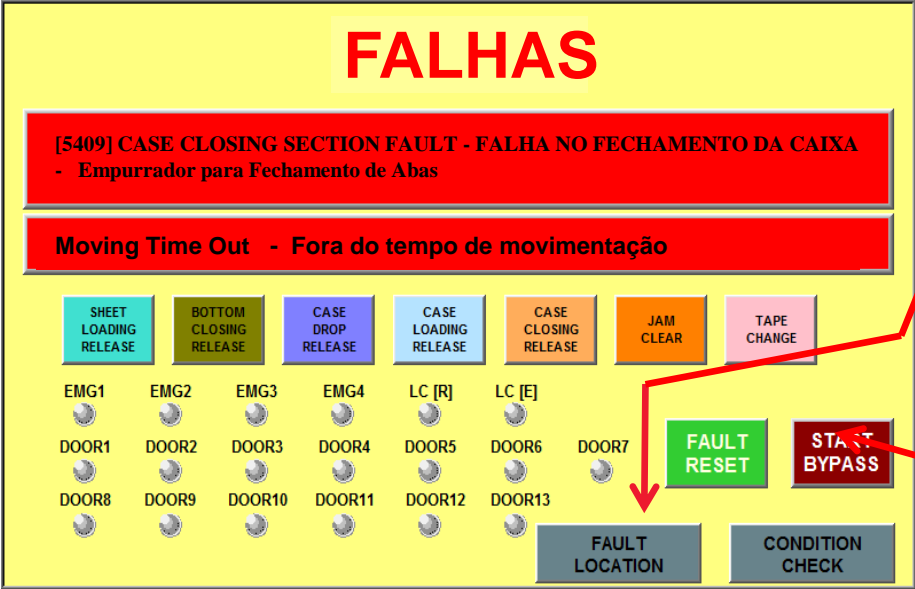 FALHAS
[5409] CASE CLOSING SECTION FAULT - FALHA NO FECHAMENTO DA CAIXA
- Empurrador para Fechamento de Abas
Moving Time Out - Fora do tempo de movimentação
SHEET
LOADING
RELEASE
BOTTOM
CLOSING
RELEASE
CASE
DROP
RELEASE
CASE
LOADING
RELEASE
CASE
CLOSING
RELEASE
JAM
CLEAR
TAPE
CHANGE
EMG1 EMG2 EMG3 EMG4 LC [R] LC [E]
DOOR1 DOOR2 DOOR3 DOOR4 DOOR5 DOOR6 DOOR7
DOOR8 DOOR9 DOOR10 DOOR11 DOOR12 DOOR13
FAULT
RESET
START
BYPASS
FAULT
LOCATION
CONDITION
CHECK